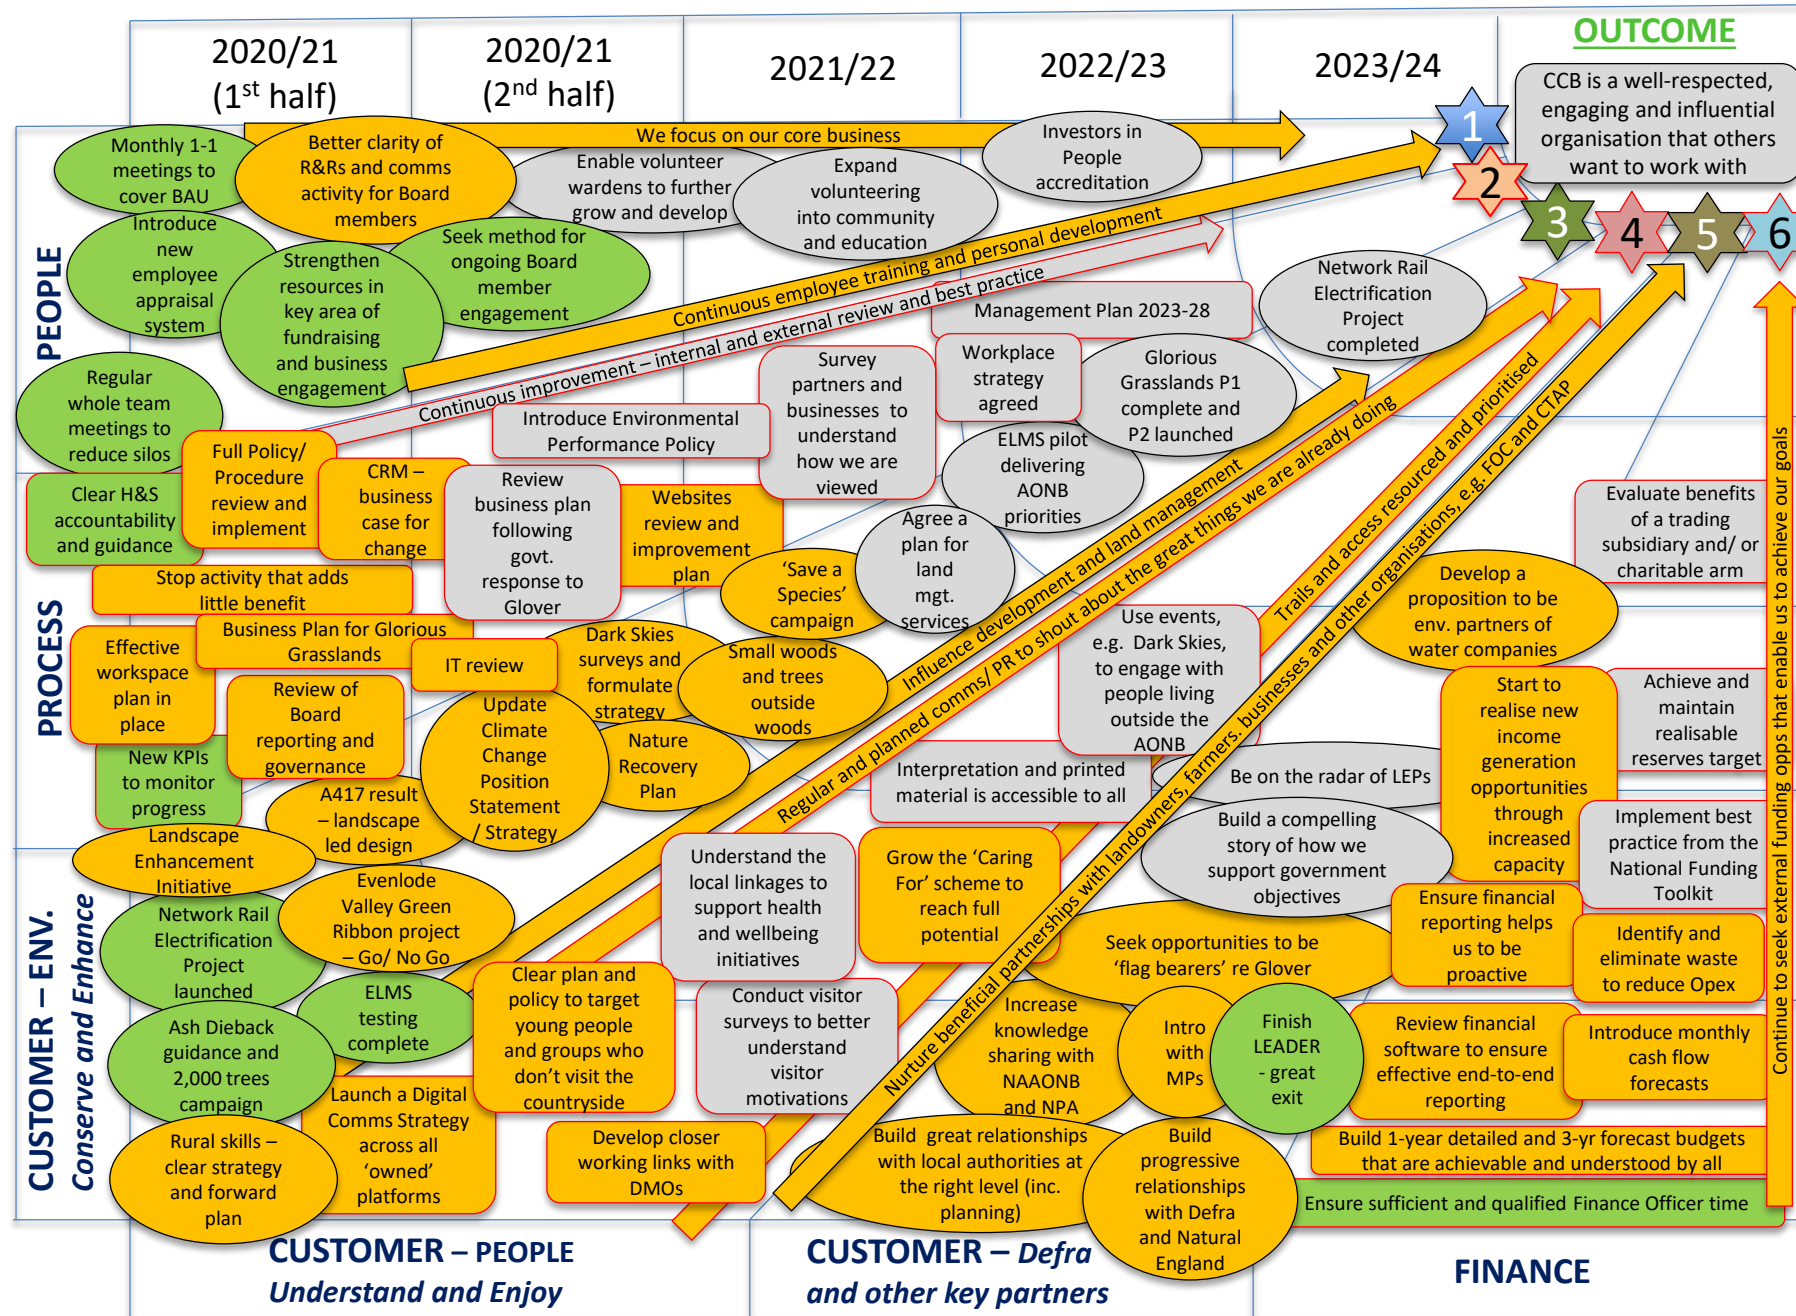 2020/21
(1st half)
2020/21
(2nd half)
2021/22
2022/23
2023/24
OUTCOME
CCB is a well-respected,
engaging and influential
organisation that others
want to work with
1
2
3
4
5
6
PEOPLE
PROCESS
CUSTOMER – ENV.
Conserve and Enhance
Monthly 1-1
meetings to
cover BAU
Better clarity of
R&Rs and comms
activity for Board
members
We focus on our core business
Enable volunteer
wardens to further
grow and develop
Expand
volunteering
into community
and education
Investors in
People
accreditation
Introduce
new
employee
appraisal
system
Strengthen
resources in
key area of
fundraising
and business
engagement
Seek method for
ongoing Board
member
engagement
Continuous employee training and personal development
Continuous improvement – internal and external review and best practice
Regular
whole team
meetings to
reduce silos
Management Plan 2023-28
Network Rail
Electrification
Project
completed
Survey
partners and
businesses to
understand
how we are
viewed
Workplace
strategy
agreed
Glorious
Grasslands P1
complete and
P2 launched
Introduce Environmental
Performance Policy
ELMS pilot
delivering
AONB
priorities
Full Policy/
Procedure
review and
implement
CRM –
business
case for
change
Review
business plan
following
govt.
response to
Glover
Websites
review and
improvement
plan
Clear H&S
accountability
and guidance
Agree a
plan for
land
mgt.
services
Evaluate benefits
of a trading
subsidiary and/ or
charitable arm
Stop activity that adds
little benefit
'Save a
Species'
campaign
Develop a
proposition to be
env. partners of
water companies
Business Plan for Glorious
Grasslands
Effective
workspace
plan in
place
IT review
Dark Skies
surveys and
formulate
strategy
Small woods
and trees
outside
woods
Use events,
e.g. Dark Skies,
to engage with
people living
outside the
AONB
Review of
Board
reporting and
governance
Update
Climate
Change
Position
Statement
/ Strategy
Nature
Recovery
Plan
Start to
realise new
income
generation
opportunities
through
increased
capacity
Achieve and
maintain
realisable
reserves target
New KPIs
to monitor
progress
Interpretation and printed
material is accessible to all
Be on the radar of LEPs
A417 result
– landscape
led design
Landscape
Enhancement
Initiative
Build a compelling
story of how we
support government
objectives
Implement best
practice from the
National Funding
Toolkit
Influence development and land management
Regular and planned comms/ PR to shout about the great things we are already doing
Trails and access resourced and prioritised
Nurture beneficial partnerships with landowners, farmers. businesses and other organisations, e.g. FOC and CTAP
Continue to seek external funding opps that enable us to achieve our goals
Understand the
local linkages to
support health
and wellbeing
initiatives
Grow the 'Caring
For' scheme to
reach full
potential
Evenlode
Valley Green
Ribbon project
– Go/ No Go
Network Rail
Electrification
Project
launched
Ensure financial
reporting helps
us to be
proactive
Identify and
eliminate waste
to reduce Opex
Seek opportunities to be
'flag bearers' re Glover
Clear plan and
policy to target
young people
and groups who
don't visit the
countryside
ELMS
testing
complete
Conduct visitor
surveys to better
understand
visitor
motivations
Increase
knowledge
sharing with
NAAONB
and NPA
Intro
with
MPs
Finish
LEADER
- great
exit
Review financial
software to ensure
effective end-to-end
reporting
Introduce monthly
cash flow
forecasts
Ash Dieback
guidance and
2,000 trees
campaign
Launch a Digital
Comms Strategy
across all
'owned'
platforms
Rural skills –
clear strategy
and forward
plan
Develop closer
working links with
DMOs
Build great relationships
with local authorities at
the right level (inc.
planning)
Build
progressive
relationships
with Defra
and Natural
England
Build 1-year detailed and 3-yr forecast budgets
that are achievable and understood by all
Ensure sufficient and qualified Finance Officer time
CUSTOMER – PEOPLE
Understand and Enjoy
CUSTOMER – Defra
and other key partners
FINANCE